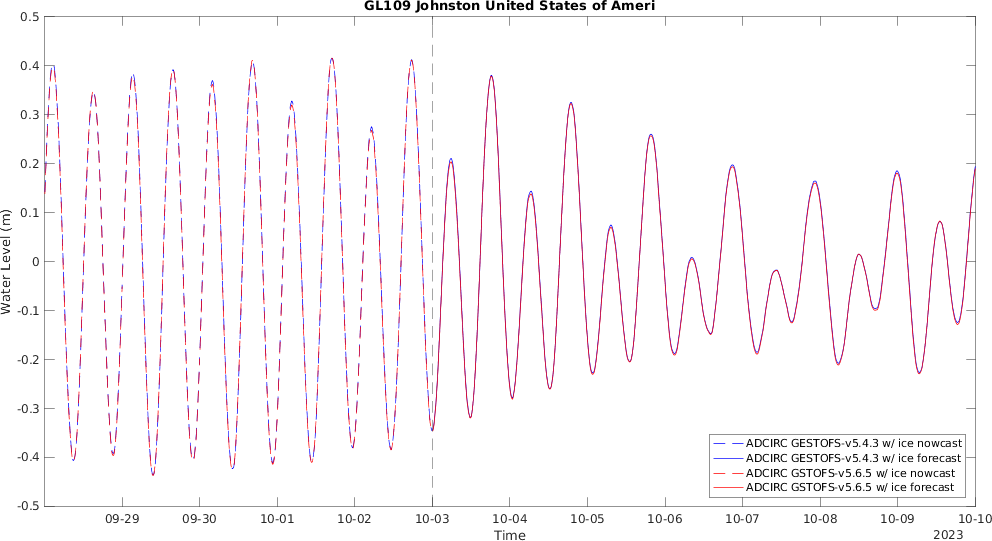 GL109 Johnston United States of Ameri
0.5
0.4
0.3
0.2
0.1
0
-0.1
-0.2
-0.3
-0.4
-0.5
Water Level (m)
09-29 09-30 10-01 10-02 10-03 10-04 10-05 10-06 10-07 10-08 10-09 10-10
Time
2023
ADCIRC GESTOFS-v5.4.3 w/ ice nowcast
ADCIRC GESTOFS-v5.4.3 w/ ice forecast
ADCIRC GSTOFS-v5.6.5 w/ ice nowcast
ADCIRC GSTOFS-v5.6.5 w/ ice forecast